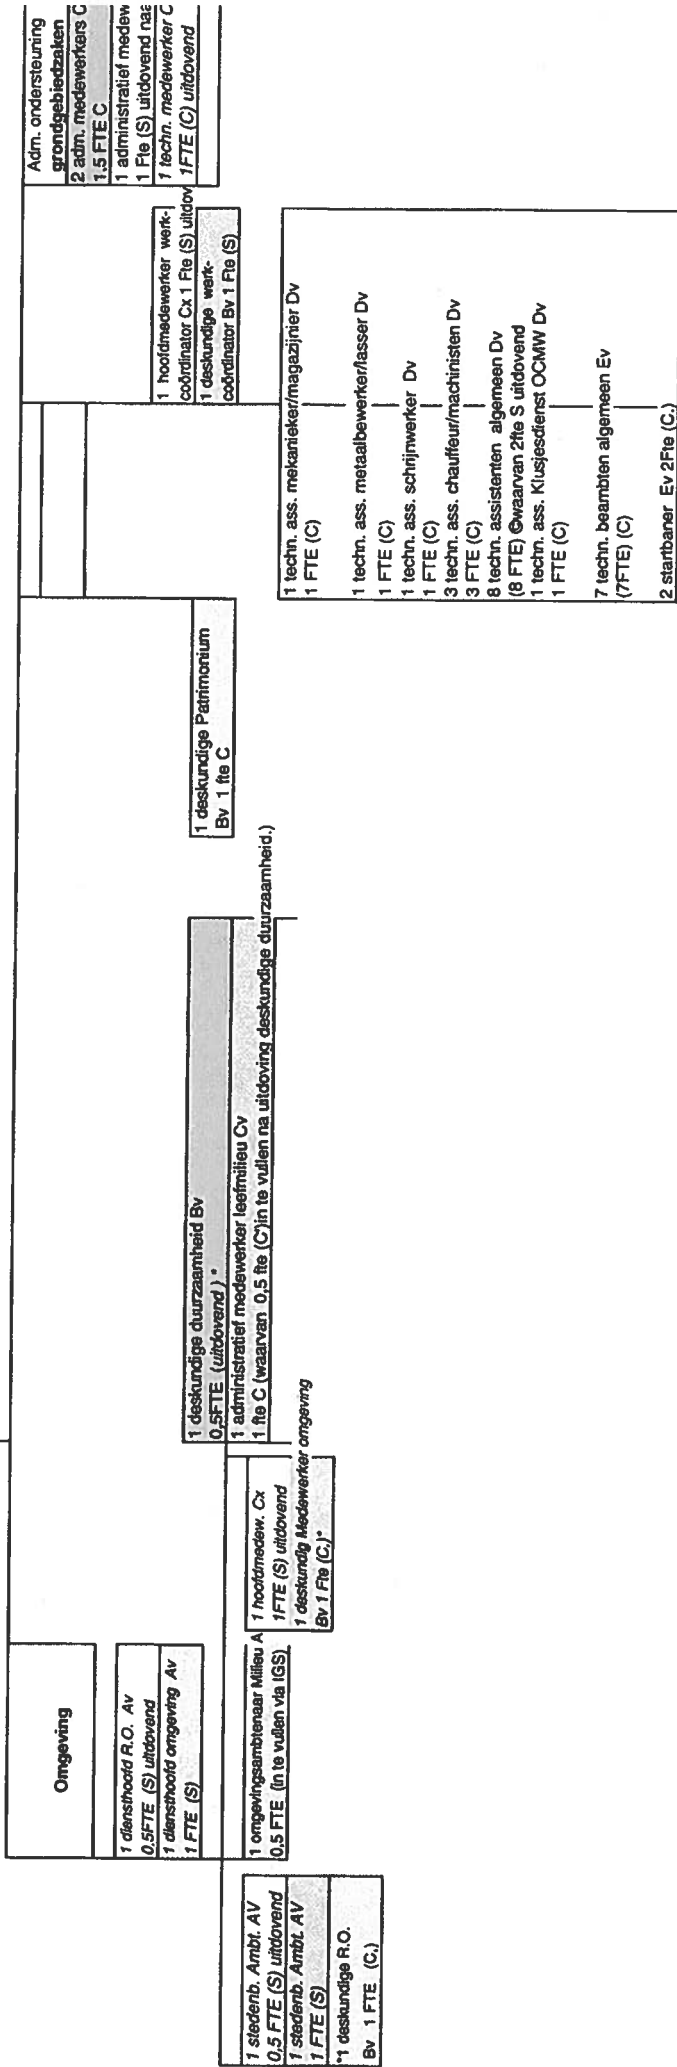 Omgeving
1 diensthoofd R.O. Av
0,5FTE (S) uitdovend
1 diensthoofd omgeving Av
1 FTE (S)
1 stedenb. Ambt. AV
0,5 FTE (S) uitdovend
1 stedenb. Ambt. AV
1 FTE (S)
*1 deskundige R.O.
Bv 1 FTE (C,)
1 omgevingsambtenaar Milieu A
0,5 FTE (in te vullen via IGS)
1 hoofdmedew. Cx
1FTE (S) uitdovend
1 deskundig Medewerker omgeving
Bv 1 Fte (C,)*
1 deskundige duurzaamheid Bv
0,5FTE (uitdovend ) *
1 administratief medewerker leefmilieu Cv
1 fte C (waarvan 0,5 fte (C')in te vullen na uitdoving deskundige duurzaamheid.)
1 deskundige Patrimonium
Bv 1 fte C
1 hoofdmedewerker werk-
coördinator Cx 1 Fte (S) uitdov
1 deskundige werk-
coördinator Bv 1 Fte (S)
1 techn. ass. mekanieker/magazijnier Dv
1 FTE (C)
1 techn. ass. metaalbewerker/lasser Dv
1 FTE (C)
1 techn. ass. schrijnwerker Dv
1 FTE (C)
3 techn. ass. chauffeur/machinisten Dv
3 FTE (C)
8 techn. assistenten algemeen Dv
(8 FTE) ©waarvan 2fte S uitdovend
1 techn. ass. Klusjesdienst OCMW Dv
1 FTE (C)
7 techn. beambten algemeen Ev
(7FTE) (C)
2 startbaner Ev 2Fte (C.)
Adm. ondersteuning
grondgebiedzaken
2 adm. medewerkers C
1.5 FTE C
1 administratief medew
1 Fte (S) uitdovend naa
1 techn. medewerker C
1FTE (C) uitdovend